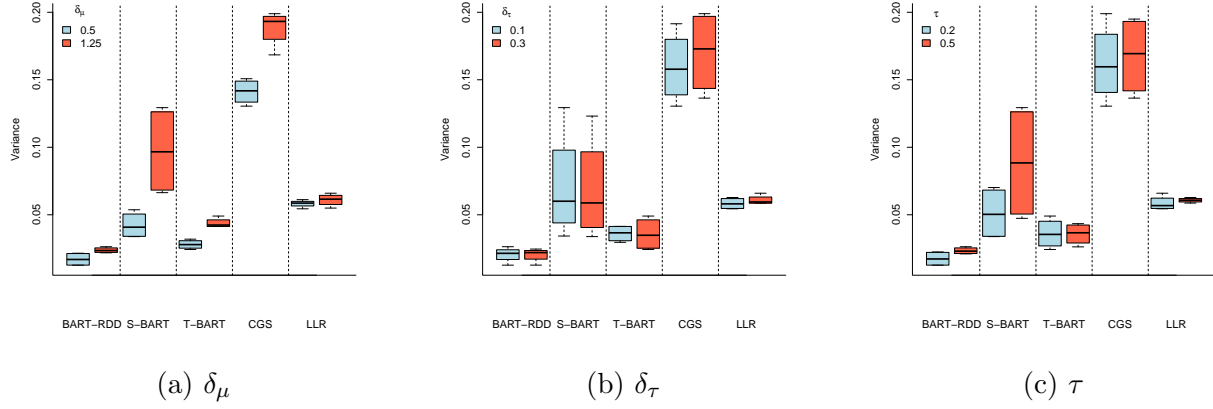 δμ
0.5
1.25
Variance
0.05
0.10
0.15
0.20
BART−RDD S−BART T−BART CGS LLR
(a) δμ
δτ
0.1
0.3
Variance
0.05
0.10
0.15
0.20
BART−RDD S−BART T−BART CGS LLR
(b) δτ
τ
0.2
0.5
Variance
0.05
0.10
0.15
0.20
BART−RDD S−BART T−BART CGS LLR
(c) τ